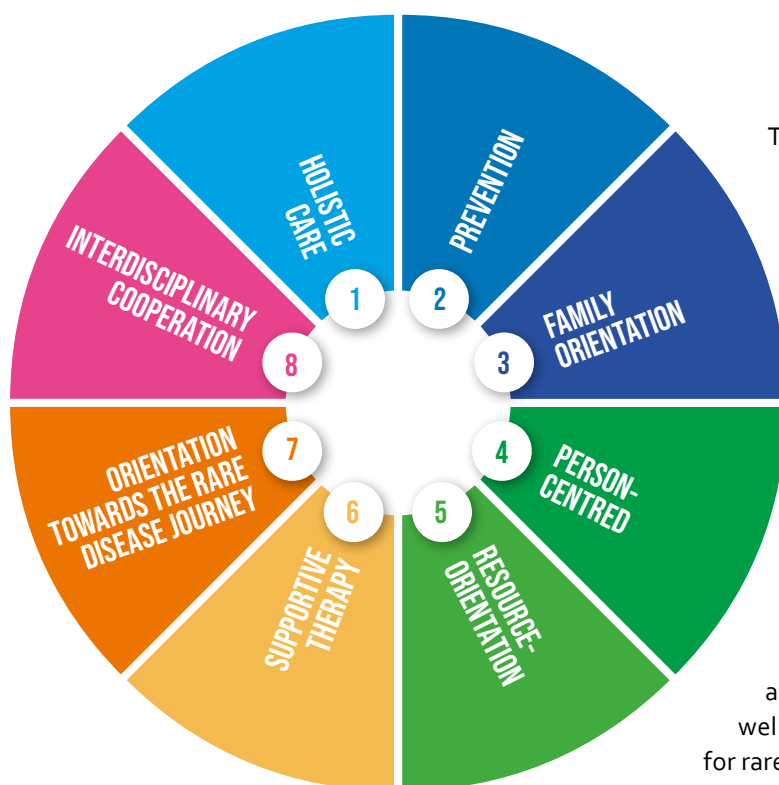 HOLISTIC
CARE
1
PREVENTION
2
FAMILY
ORIENTATION
3
PERSON-
CENTRED
4
RESOURCE-
ORIENTATION
5
SUPPORTIVE
THERAPY
6
ORIENTATION
TOWARDS THE RARE
DISEASE JOURNEY
7
INTERDISCIPLINARY
COOPERATION
8
T
a
wel
for rare